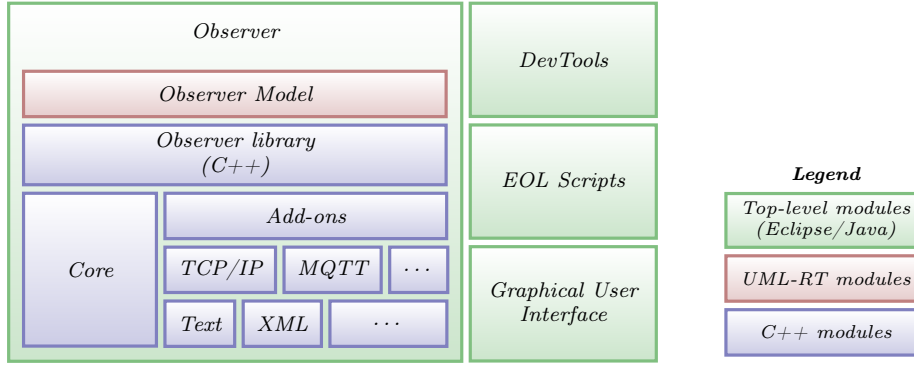 Observer
Observer Model
Observer library
(C++)
Core
Add-ons
TCP/IP
MQTT
···
Text
XML
···
DevTools
EOL Scripts
Graphical User
Interface
Legend
Top-level modules
(Eclipse/Java)
UML-RT modules
C++ modules